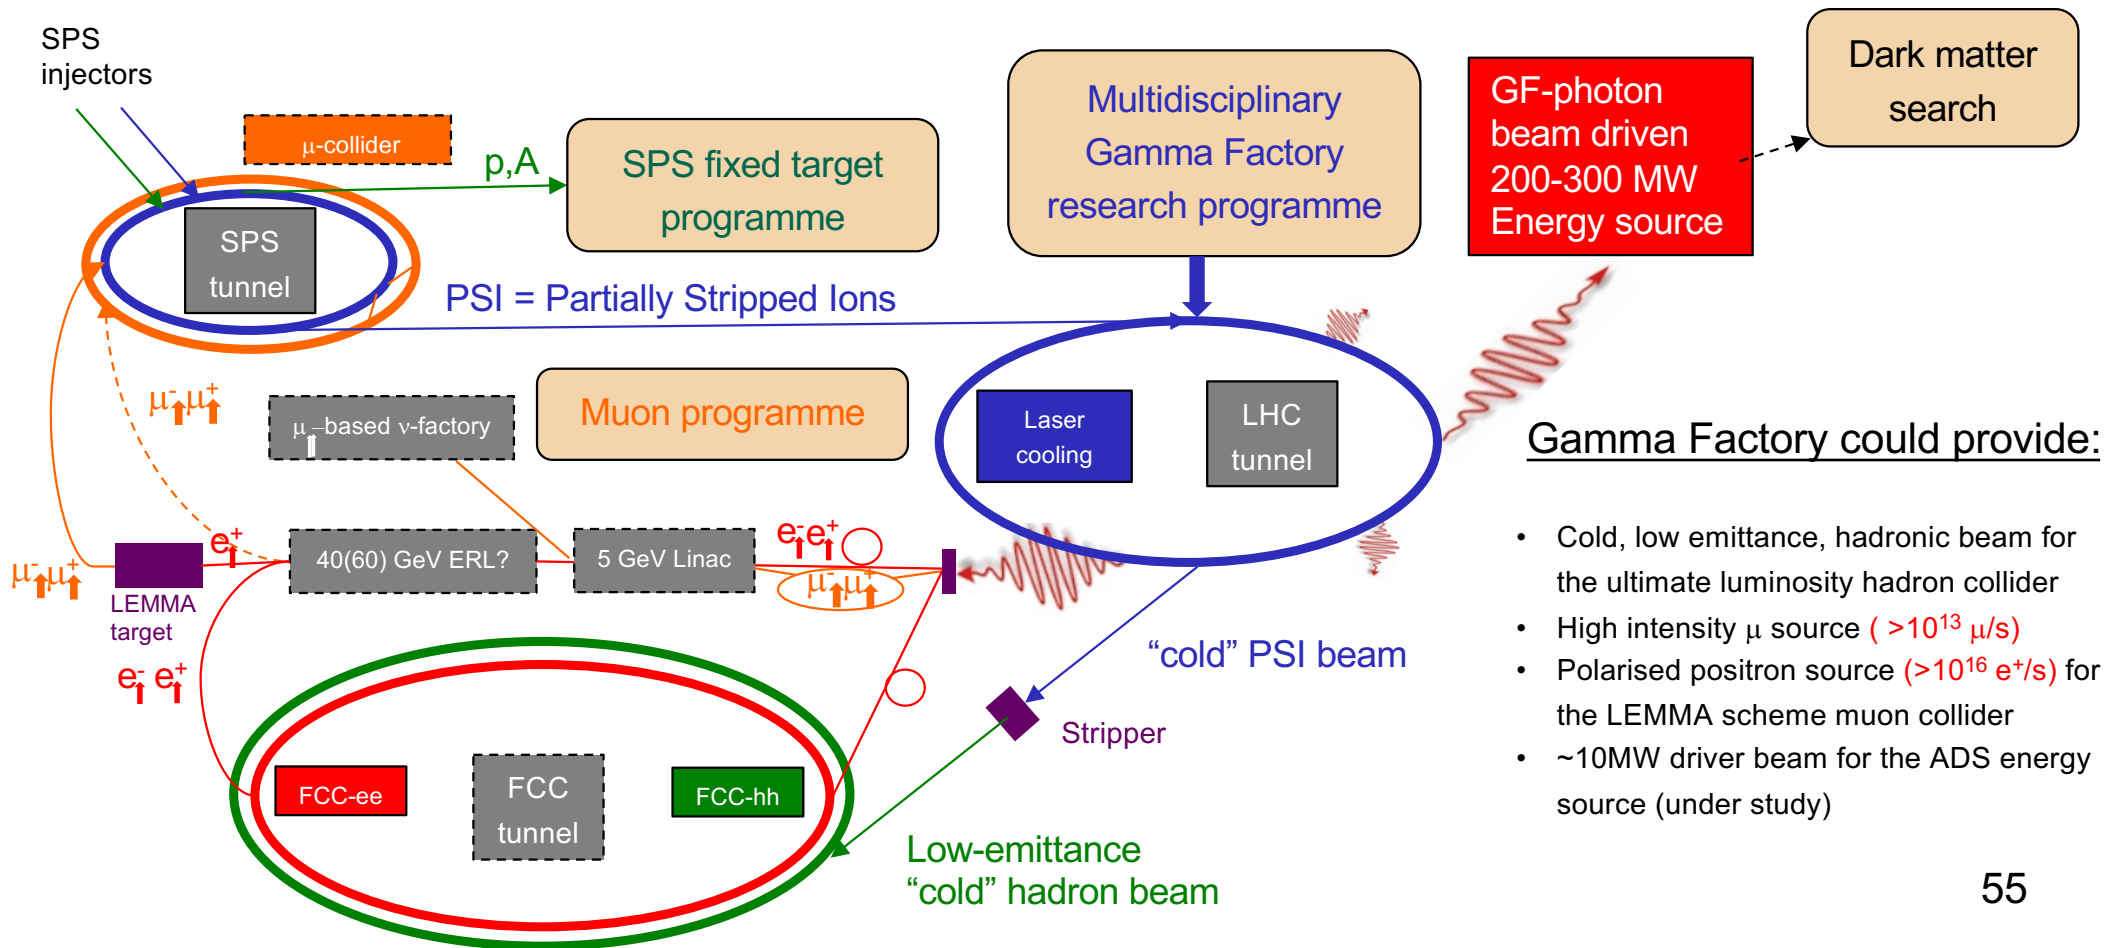 SPS
injectors
μ-collider
p,A
SPS fixed target
programme
Multidisciplinary
Gamma Factory
research programme
GF-photon
beam driven
200-300 MW
Energy source
Dark matter
search
SPS
tunnel
PSI = Partially Stripped Ions
μ⁻μ⁺
μ –based ν-factory
Muon programme
Laser
cooling
LHC
tunnel
Gamma Factory could provide:
• Cold, low emittance, hadronic beam for
the ultimate luminosity hadron collider
• High intensity μ source ( >10¹³ μ/s)
• Polarised positron source (>10¹⁶ e⁺/s) for
the LEMMA scheme muon collider
• ~10MW driver beam for the ADS energy
source (under study)
μ⁻μ⁺
LEMMA
target
e⁺
40(60) GeV ERL?
5 GeV Linac
e⁻e⁺
μ⁻μ⁺
e⁻ e⁺
“cold” PSI beam
Stripper
FCC-ee
FCC
tunnel
FCC-hh
Low-emittance
“cold” hadron beam
55